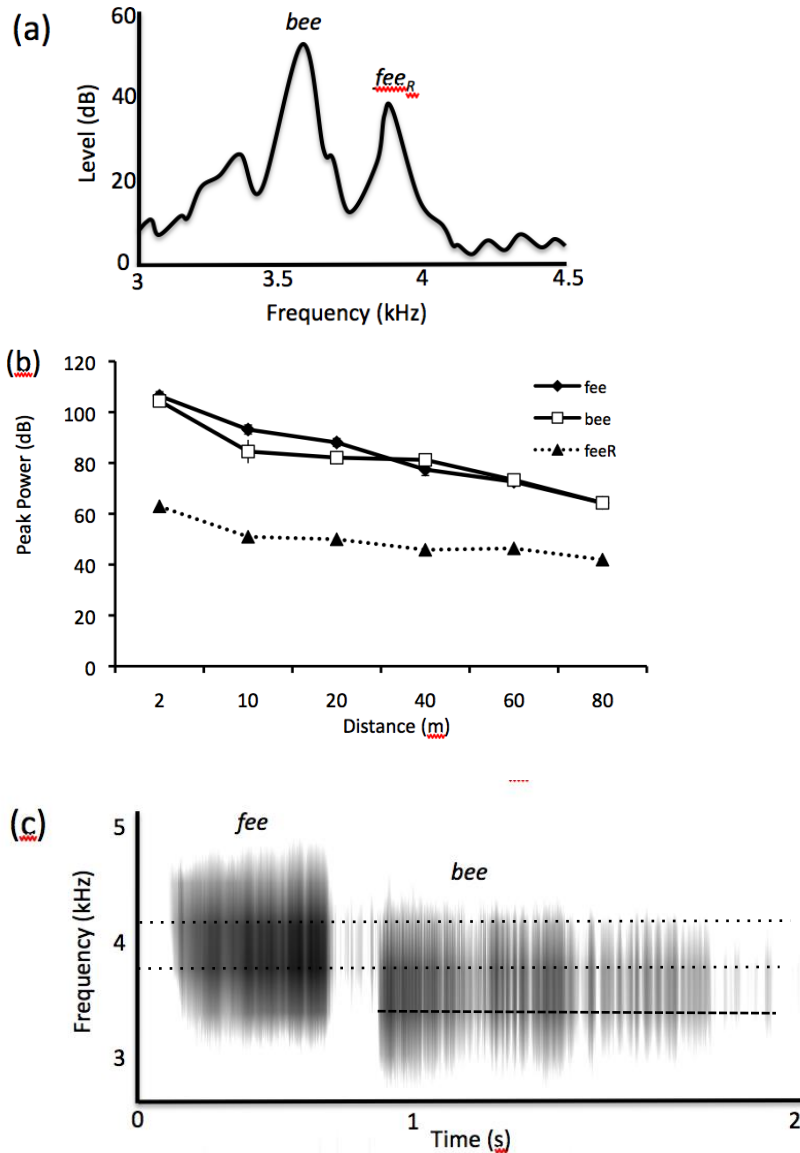 (a)
60
40
20
0
Level (dB)
bee
feeR
3 3.5 4 4.5
Frequency (kHz)
(b)
120
100
80
60
40
20
0
Peak Power (dB)
fee
bee
feeR
2 10 20 40 60 80
Distance (m)
(c)
5
4
3
Frequency (kHz)
fee
bee
0 1 2
Time (s)